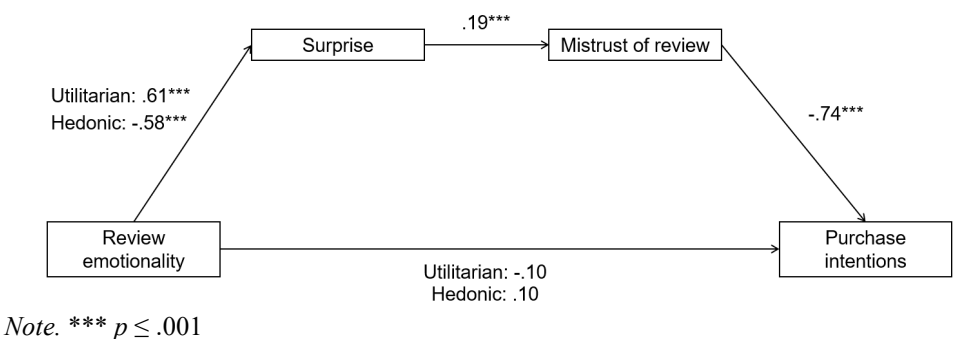 .19***
Surprise
Mistrust of review
Utilitarian: .61***
Hedonic: -.58***
-.74***
Review
emotionality
Purchase
intentions
Utilitarian: -.10
Hedonic: .10
Note. *** p ≤ .001